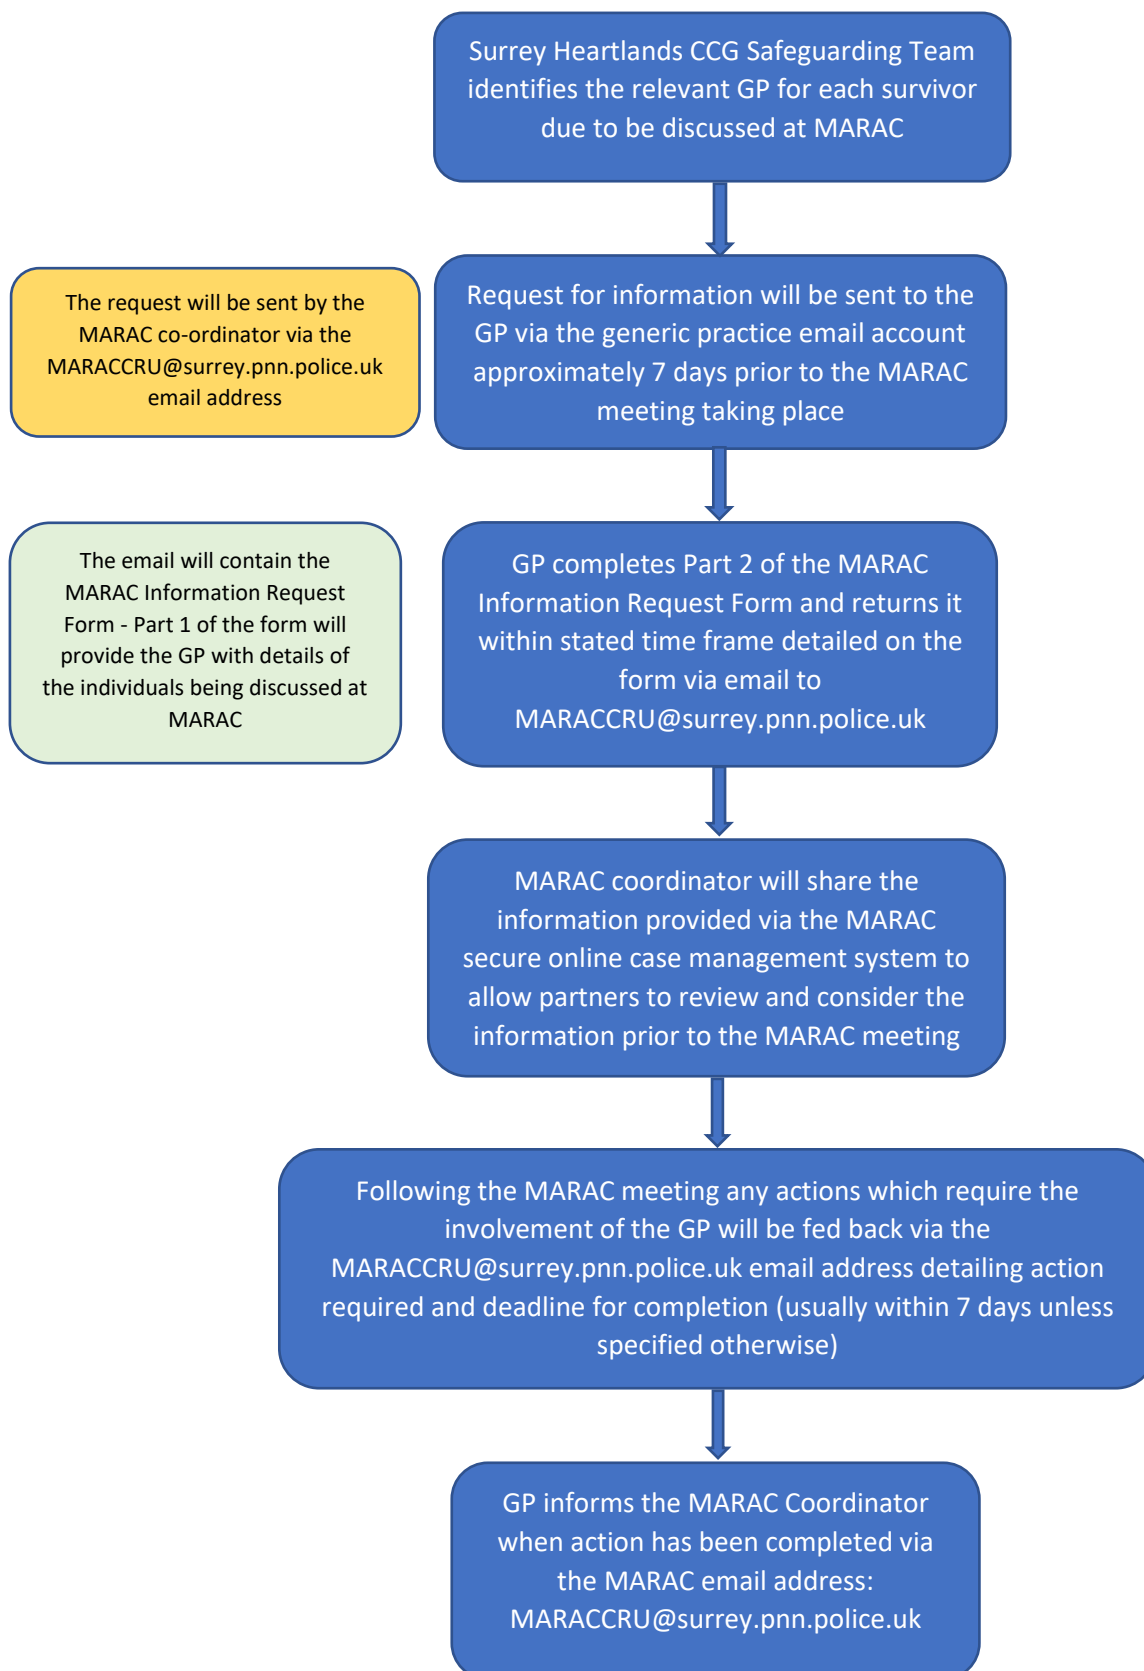 Surrey Heartlands CCG Safeguarding Team
identifies the relevant GP for each survivor
due to be discussed at MARAC
The request will be sent by the
MARAC co-ordinator via the
MARACCRU@surrey.pnn.police.uk
email address
Request for information will be sent to the
GP via the generic practice email account
approximately 7 days prior to the MARAC
meeting taking place
The email will contain the
MARAC Information Request
Form - Part 1 of the form will
provide the GP with details of
the individuals being discussed at
MARAC
GP completes Part 2 of the MARAC
Information Request Form and returns it
within stated time frame detailed on the
form via email to
MARACCRU@surrey.pnn.police.uk
MARAC coordinator will share the
information provided via the MARAC
secure online case management system to
allow partners to review and consider the
information prior to the MARAC meeting
Following the MARAC meeting any actions which require the
involvement of the GP will be fed back via the
MARACCRU@surrey.pnn.police.uk email address detailing action
required and deadline for completion (usually within 7 days unless
specified otherwise)
GP informs the MARAC Coordinator
when action has been completed via
the MARAC email address:
MARACCRU@surrey.pnn.police.uk